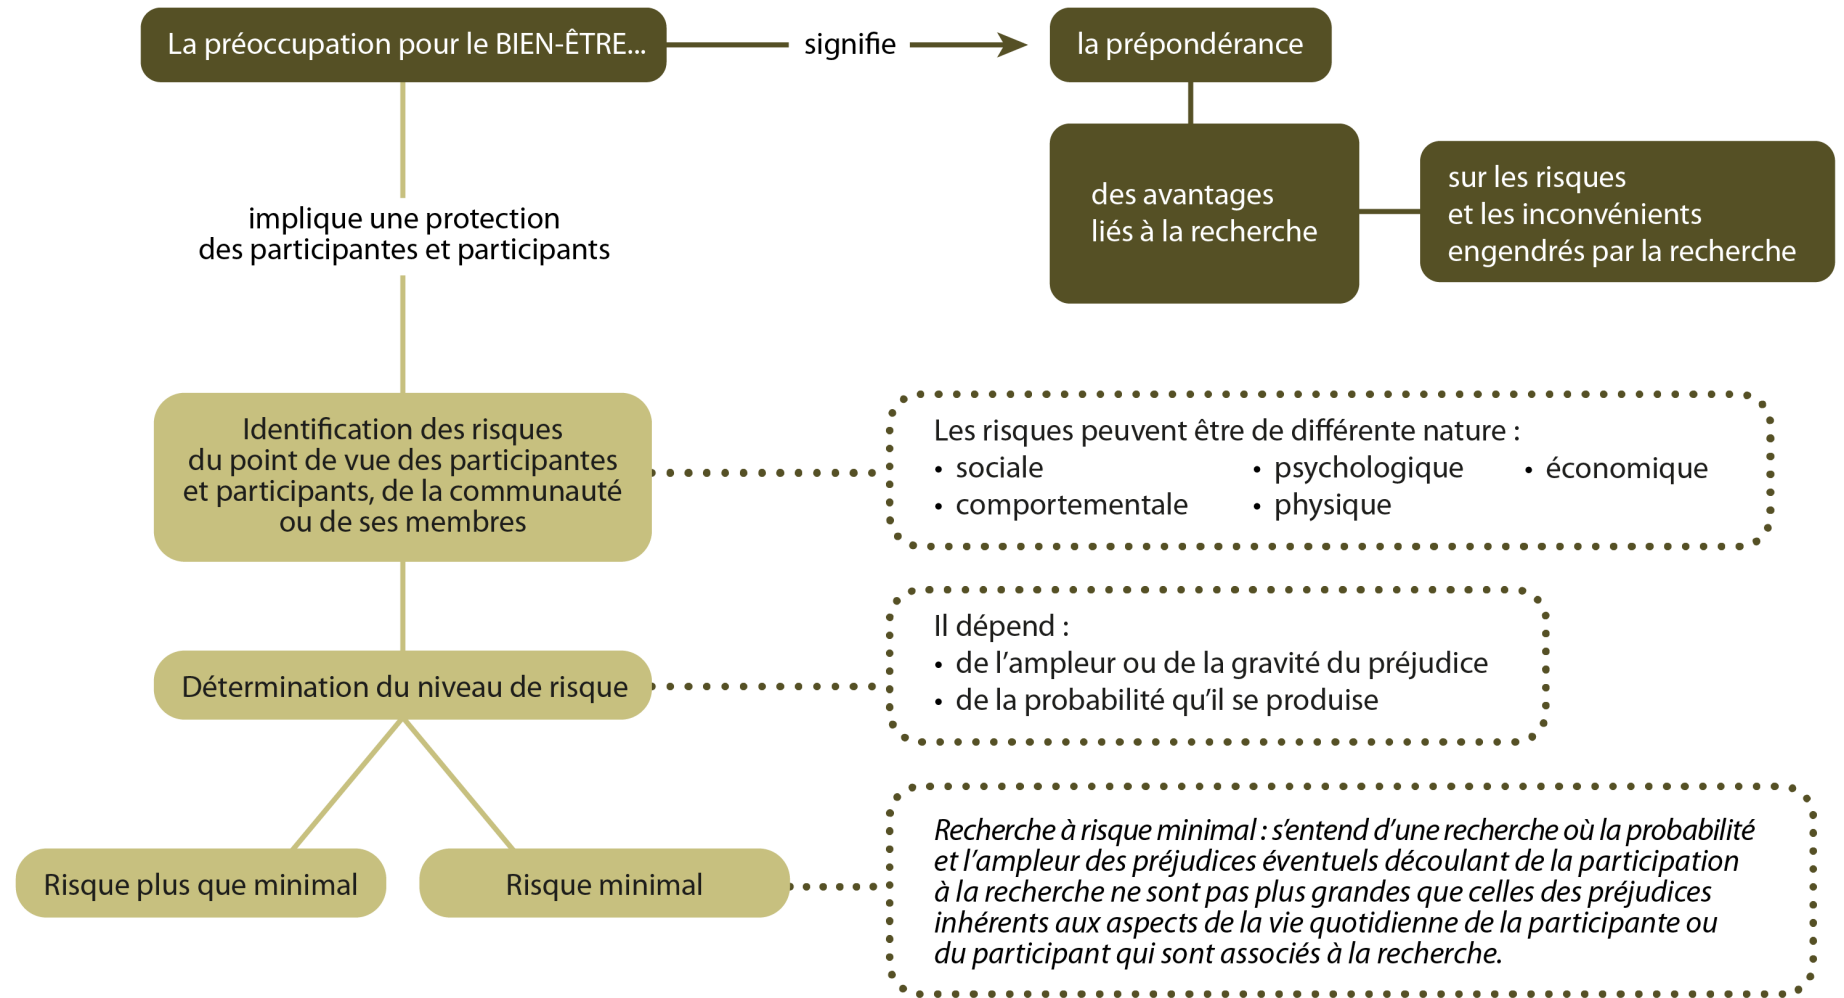 La préoccupation pour le BIEN-ÊTRE...
signifie
la prépondérance
des avantages
liés à la recherche
sur les risques
et les inconvénients
engendrés par la recherche
implique une protection
des participantes et participants
Identification des risques
du point de vue des participantes
et participants, de la communauté
ou de ses membres
Les risques peuvent être de différente nature :
• sociale • psychologique • économique
• comportementale • physique
Détermination du niveau de risque
Il dépend :
• de l’ampleur ou de la gravité du préjudice
• de la probabilité qu’il se produise
Risque plus que minimal
Risque minimal
Recherche à risque minimal : s’entend d’une recherche où la probabilité
et l’ampleur des préjudices éventuels découlant de la participation
à la recherche ne sont pas plus grandes que celles des préjudices
inhérents aux aspects de la vie quotidienne de la participante ou
du participant qui sont associés à la recherche.